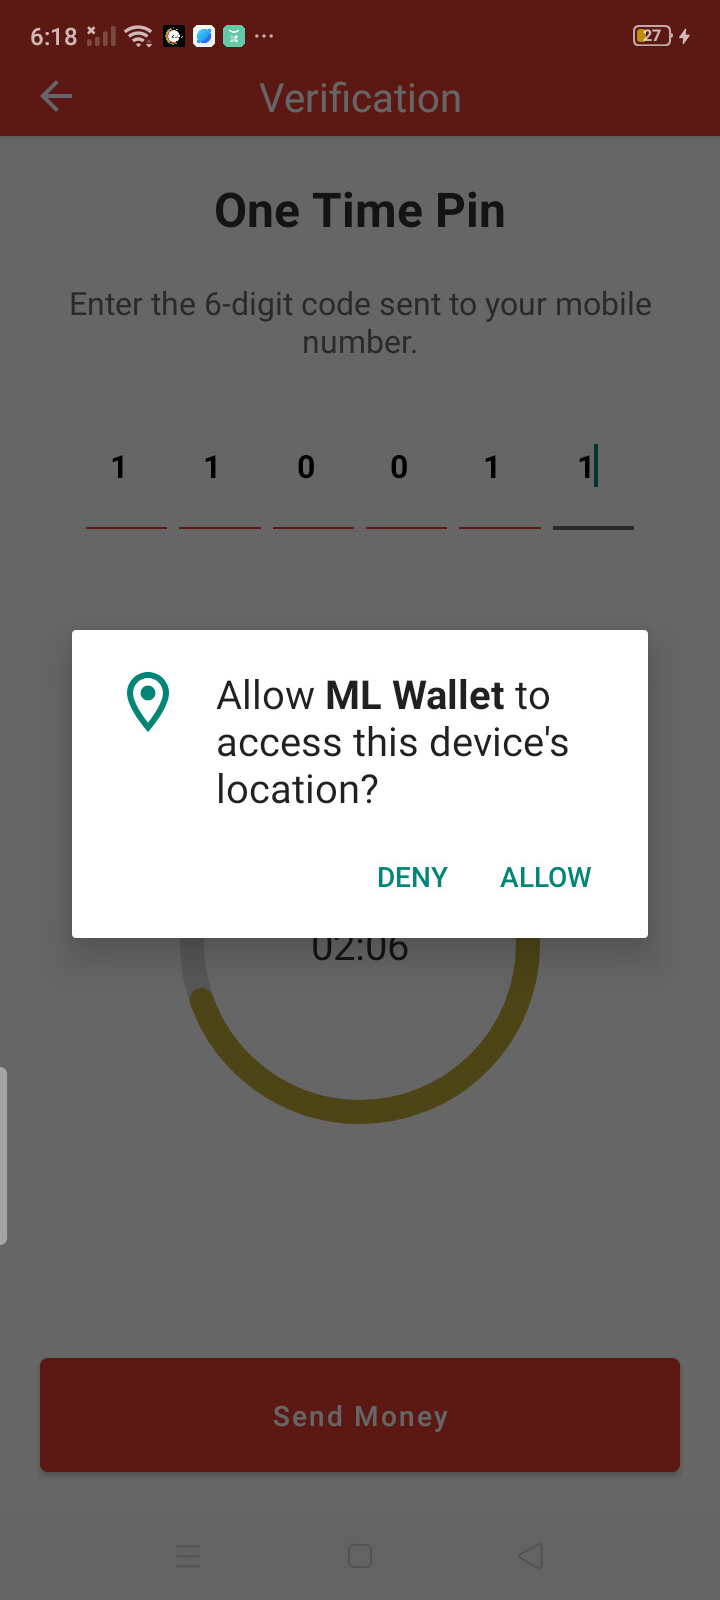 6:18
27
Verification
One Time Pin
Enter the 6-digit code sent to your mobile
number.
1 1 0 0 1 1
Allow ML Wallet to
access this device's
location?
DENY ALLOW
02:06
Send Money